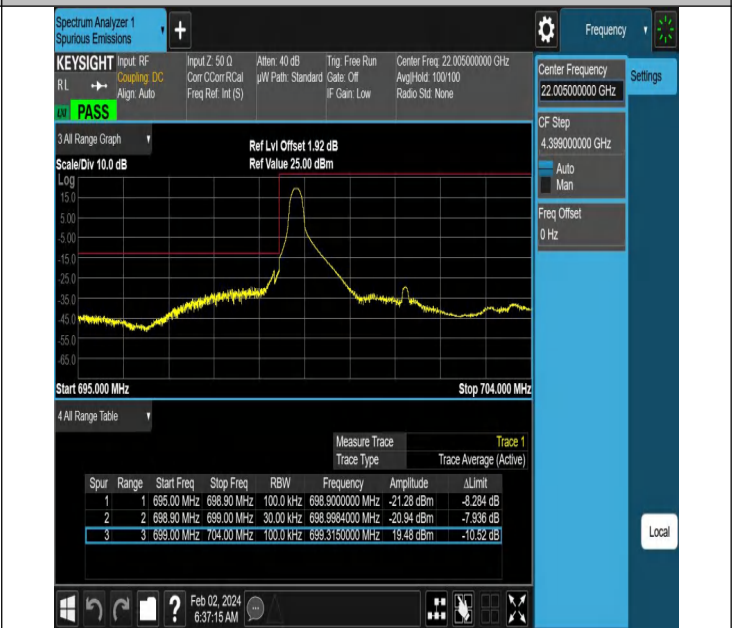 Spectrum Analyzer 1
Spurious Emissions
Frequency
KEYSIGHT
RL
Input: RF
Coupling: DC
Align: Auto
Input Z: 50 Ω
Corr CCorr RCal
Freq Ref: Int (S)
Atten: 40 dB
µW Path: Standard
Trig: Free Run
Gate: Off
IF Gain: Low
Center Freq: 22.005000000 GHz
Avg|Hold: 100/100
Radio Std: None
PASS
Center Frequency
22.005000000 GHz
Settings
CF Step
4.399000000 GHz
Auto
Man
Freq Offset
0 Hz
3 All Range Graph
Scale/Div 10.0 dB
Ref Lvl Offset 1.92 dB
Ref Value 25.00 dBm
Log
15.0
5.00
-5.00
-15.0
-25.0
-35.0
-45.0
-55.0
-65.0
Start 695.000 MHz
Stop 704.000 MHz
4 All Range Table
Measure Trace Trace 1
Trace Type Trace Average (Active)
Spur Range Start Freq Stop Freq RBW Frequency Amplitude ΔLimit
1 1 695.00 MHz 698.90 MHz 100.0 kHz 698.9000000 MHz -21.28 dBm -8.284 dB
2 2 698.90 MHz 699.00 MHz 30.00 kHz 698.9984000 MHz -20.94 dBm -7.936 dB
3 3 699.00 MHz 704.00 MHz 100.0 kHz 699.3150000 MHz 19.48 dBm -10.52 dB
Local
Feb 02, 2024
6:37:15 AM